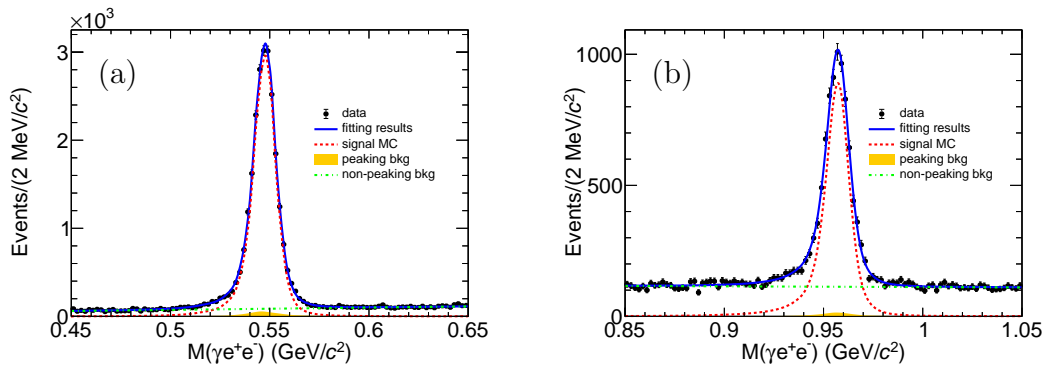 ×10³
(a)
Events/(2 MeV/c²)
3
2
1
0
data
fitting results
signal MC
peaking bkg
non-peaking bkg
0.45 0.5 0.55 0.6 0.65
M(γe⁺e⁻) (GeV/c²)
(b)
Events/(2 MeV/c²)
1000
500
0
data
fitting results
signal MC
peaking bkg
non-peaking bkg
0.85 0.9 0.95 1 1.05
M(γe⁺e⁻) (GeV/c²)